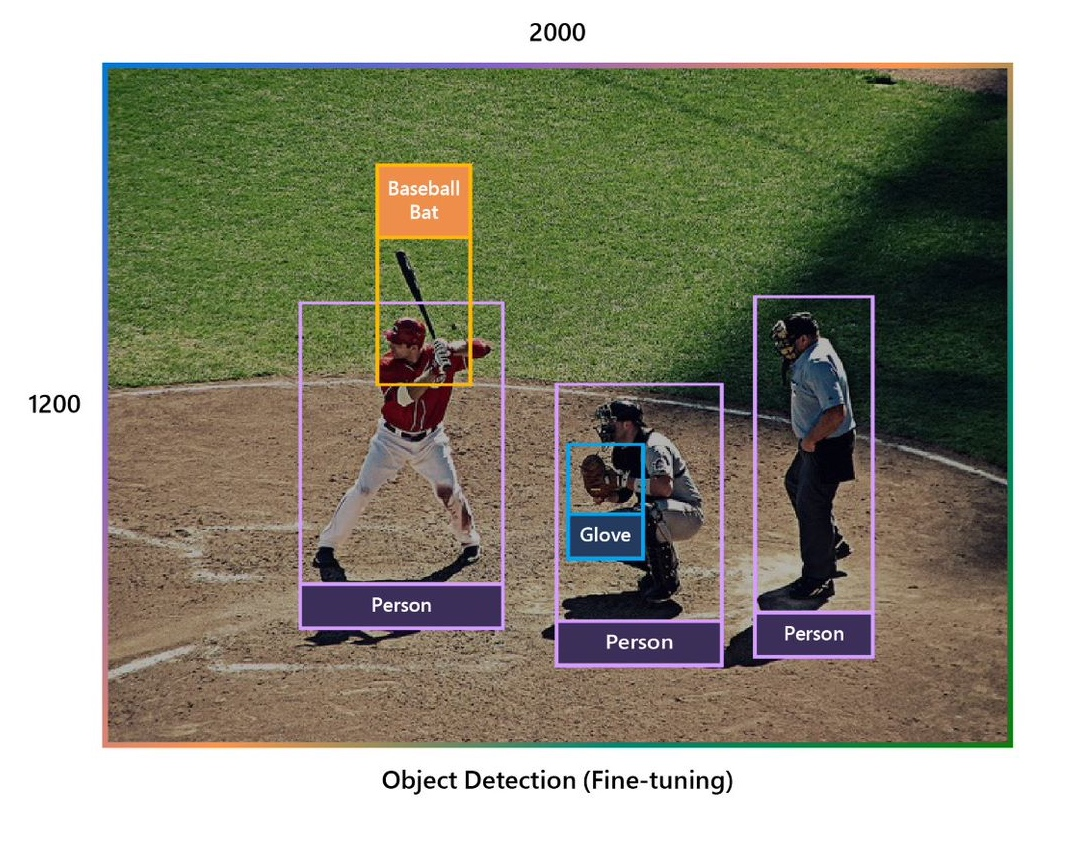 2000
Baseball
Bat
1200
Glove
Person
Person
Person
Object Detection (Fine-tuning)